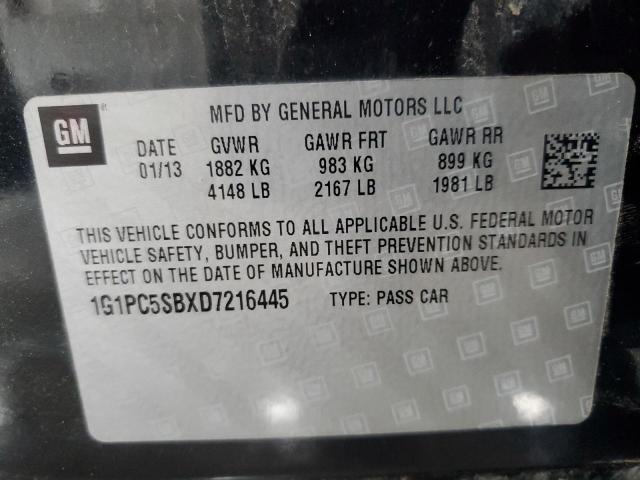 GM
MFD BY GENERAL MOTORS LLC
DATE GVWR GAWR FRT GAWR RR
01/13 1882 KG 983 KG 899 KG
4148 LB 2167 LB 1981 LB
THIS VEHICLE CONFORMS TO ALL APPLICABLE U.S. FEDERAL MOTOR
VEHICLE SAFETY, BUMPER, AND THEFT PREVENTION STANDARDS IN
EFFECT ON THE DATE OF MANUFACTURE SHOWN ABOVE.
1G1PC5SBXD7216445 TYPE: PASS CAR